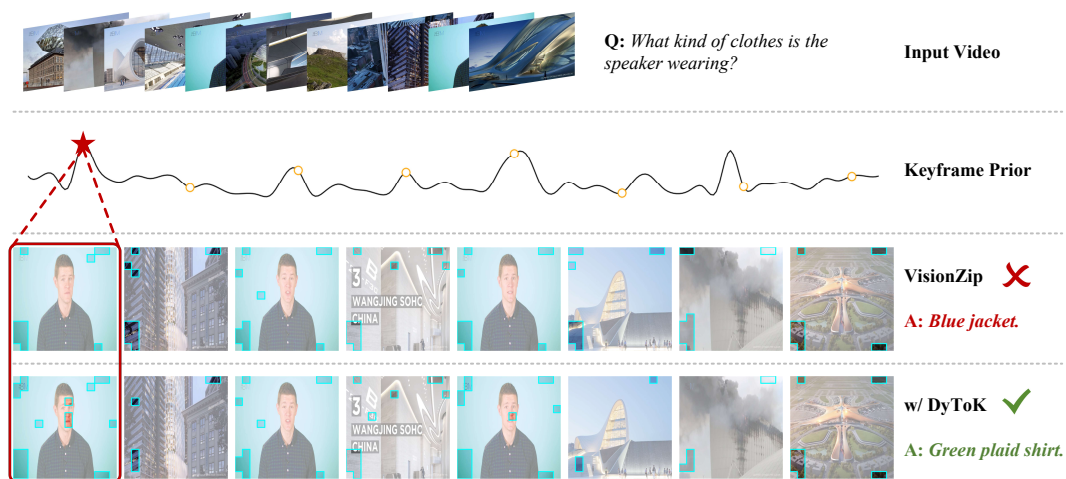 Q: What kind of clothes is the
speaker wearing?
Input Video
Keyframe Prior
3
WANGJING SOHO
CHINA
VisionZip
A: Blue jacket.
3
WANGJING SOHO
CHINA
w/ DyToK
A: Green plaid shirt.